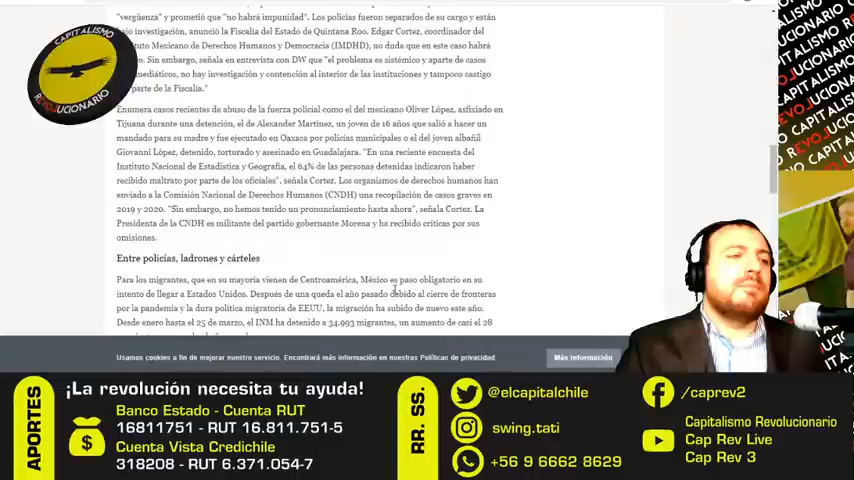 "vergüenza" y prometió que "no habrá impunidad". Los policías fueron separados de su cargo y están
bajo investigación, anunció la Fiscalía del Estado de Quintana Roo. Edgar Cortez, coordinador del
Instituto Mexicano de Derechos Humanos y Democracia (IMDHD), no duda que en este caso habrá
. Sin embargo, señala en entrevista con DW que "el problema es sistémico y aparte de casos
mediáticos, no hay investigación y contención al interior de las instituciones y tampoco castigo
parte de la Fiscalía."
Enumera casos recientes de abuso de la fuerza policial como el del mexicano Oliver López, asfixiado en
Tijuana durante una detención, el de Alexander Martínez, un joven de 16 años que salió a hacer un
mandado para su madre y fue ejecutado en Oaxaca por policías municipales o el del joven albañil
Giovanni López, detenido, torturado y asesinado en Guadalajara. "En una reciente encuesta del
Instituto Nacional de Estadística y Geografía, el 64% de las personas detenidas indicaron haber
recibido maltrato por parte de los oficiales", señala Cortez. Los organismos de derechos humanos han
enviado a la Comisión Nacional de Derechos Humanos (CNDH) una recopilación de casos graves en
2019 y 2020. "Sin embargo, no hemos tenido un pronunciamiento hasta ahora", señala Cortez. La
Presidenta de la CNDH es militante del partido gobernante Morena y ha recibido críticas por sus
omisiones.
Entre policías, ladrones y cárteles
Para los migrantes, que en su mayoría vienen de Centroamérica, México es paso obligatorio en su
intento de llegar a Estados Unidos. Después de una queda el año pasado debido al cierre de fronteras
por la pandemia y la dura política migratoria de EEUU, la migración ha subido de nuevo este año.
Desde enero hasta el 25 de marzo, el INM ha detenido a 34.993 migrantes, un aumento de casi el 28
Usamos cookies a fin de mejorar nuestro servicio. Encontrará más información en nuestras Políticas de privacidad.
Más información
CAPITALISMO
REVOLUCIONARIO
CAPITALISMO
REVOLUCIONARIO
APORTES
¡La revolución necesita tu ayuda!
Banco Estado - Cuenta RUT
16811751 - RUT 16.811.751-5
Cuenta Vista Credichile
318208 - RUT 6.371.054-7
RR. SS.
@elcapitalchile
swing.tati
+56 9 6662 8629
/caprev2
Capitalismo Revolucionario
Cap Rev Live
Cap Rev 3